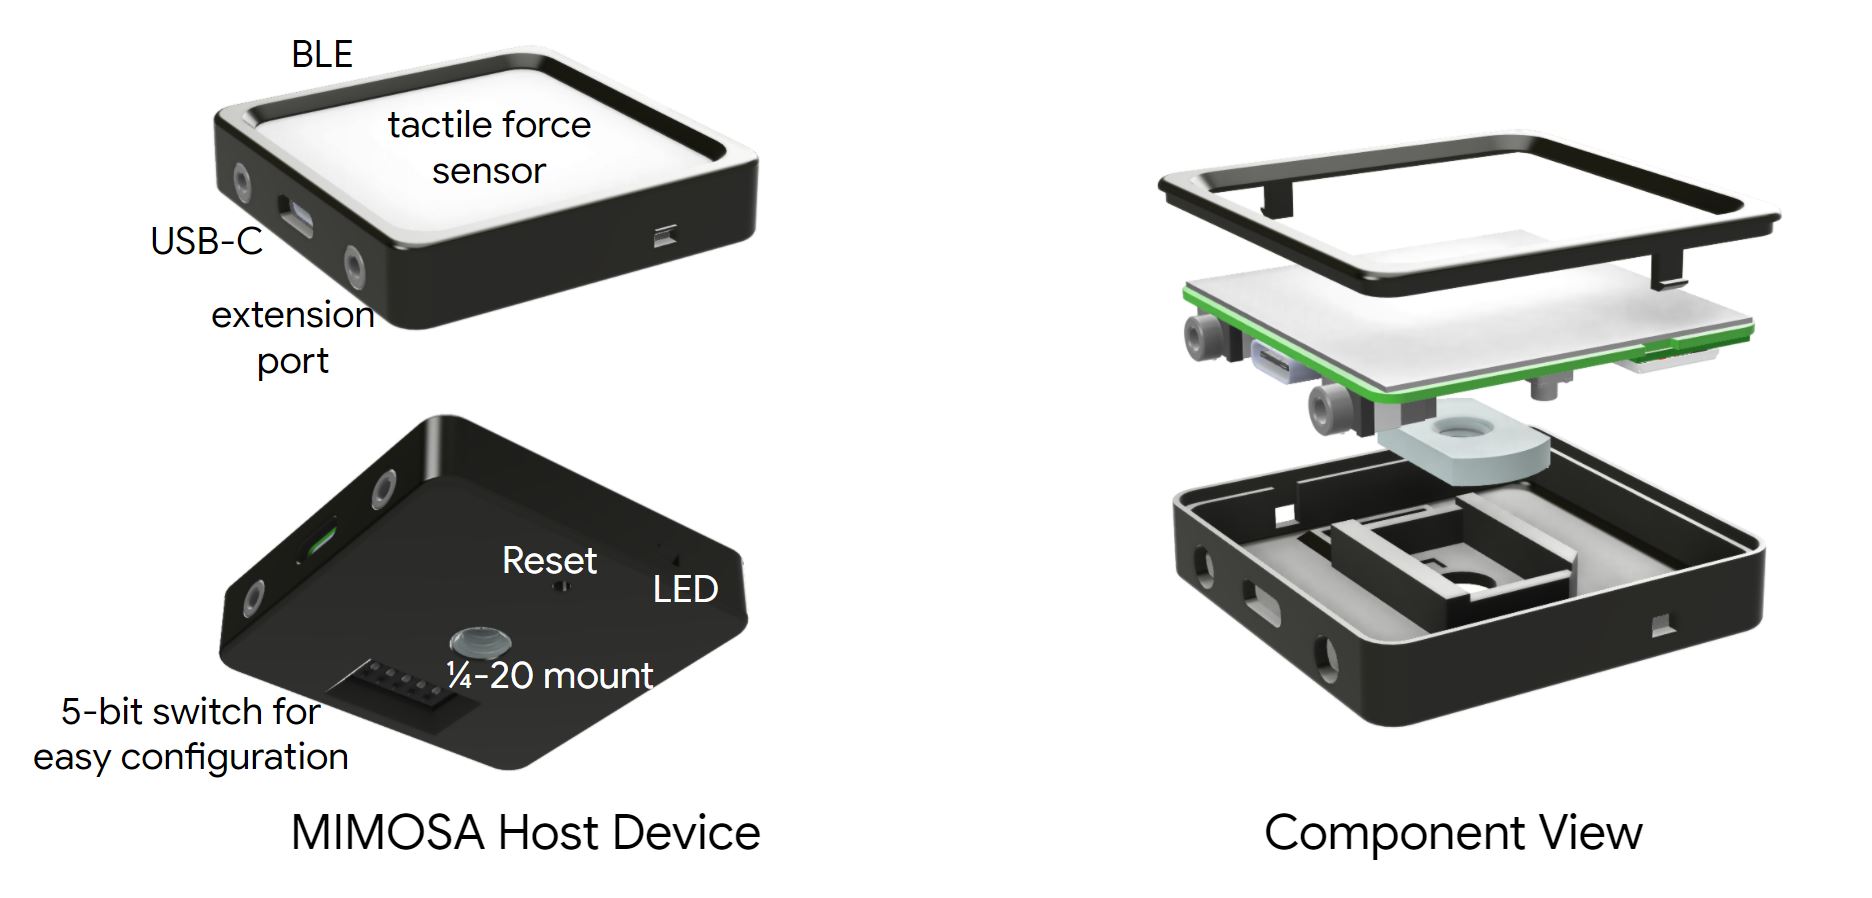 BLE
tactile force
sensor
USB-C
extension
port
Reset
LED
¼-20 mount
5-bit switch for
easy configuration
MIMOSA Host Device
Component View